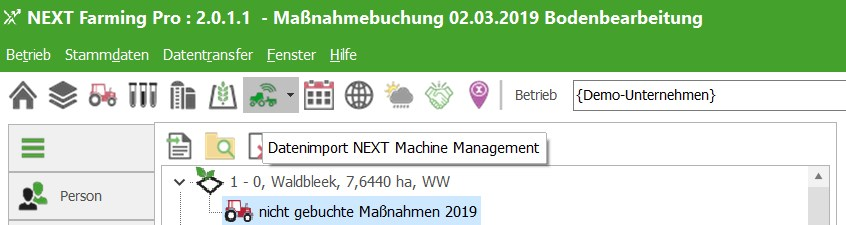 NEXT Farming Pro : 2.0.1.1 - Maßnahmebuchung 02.03.2019 Bodenbearbeitung
Betrieb Stammdaten Datentransfer Fenster Hilfe
Betrieb {Demo-Unternehmen}
Datenimport NEXT Machine Management
1 - 0, Waldbleek, 7,6440 ha, WW
Person
nicht gebuchte Maßnahmen 2019